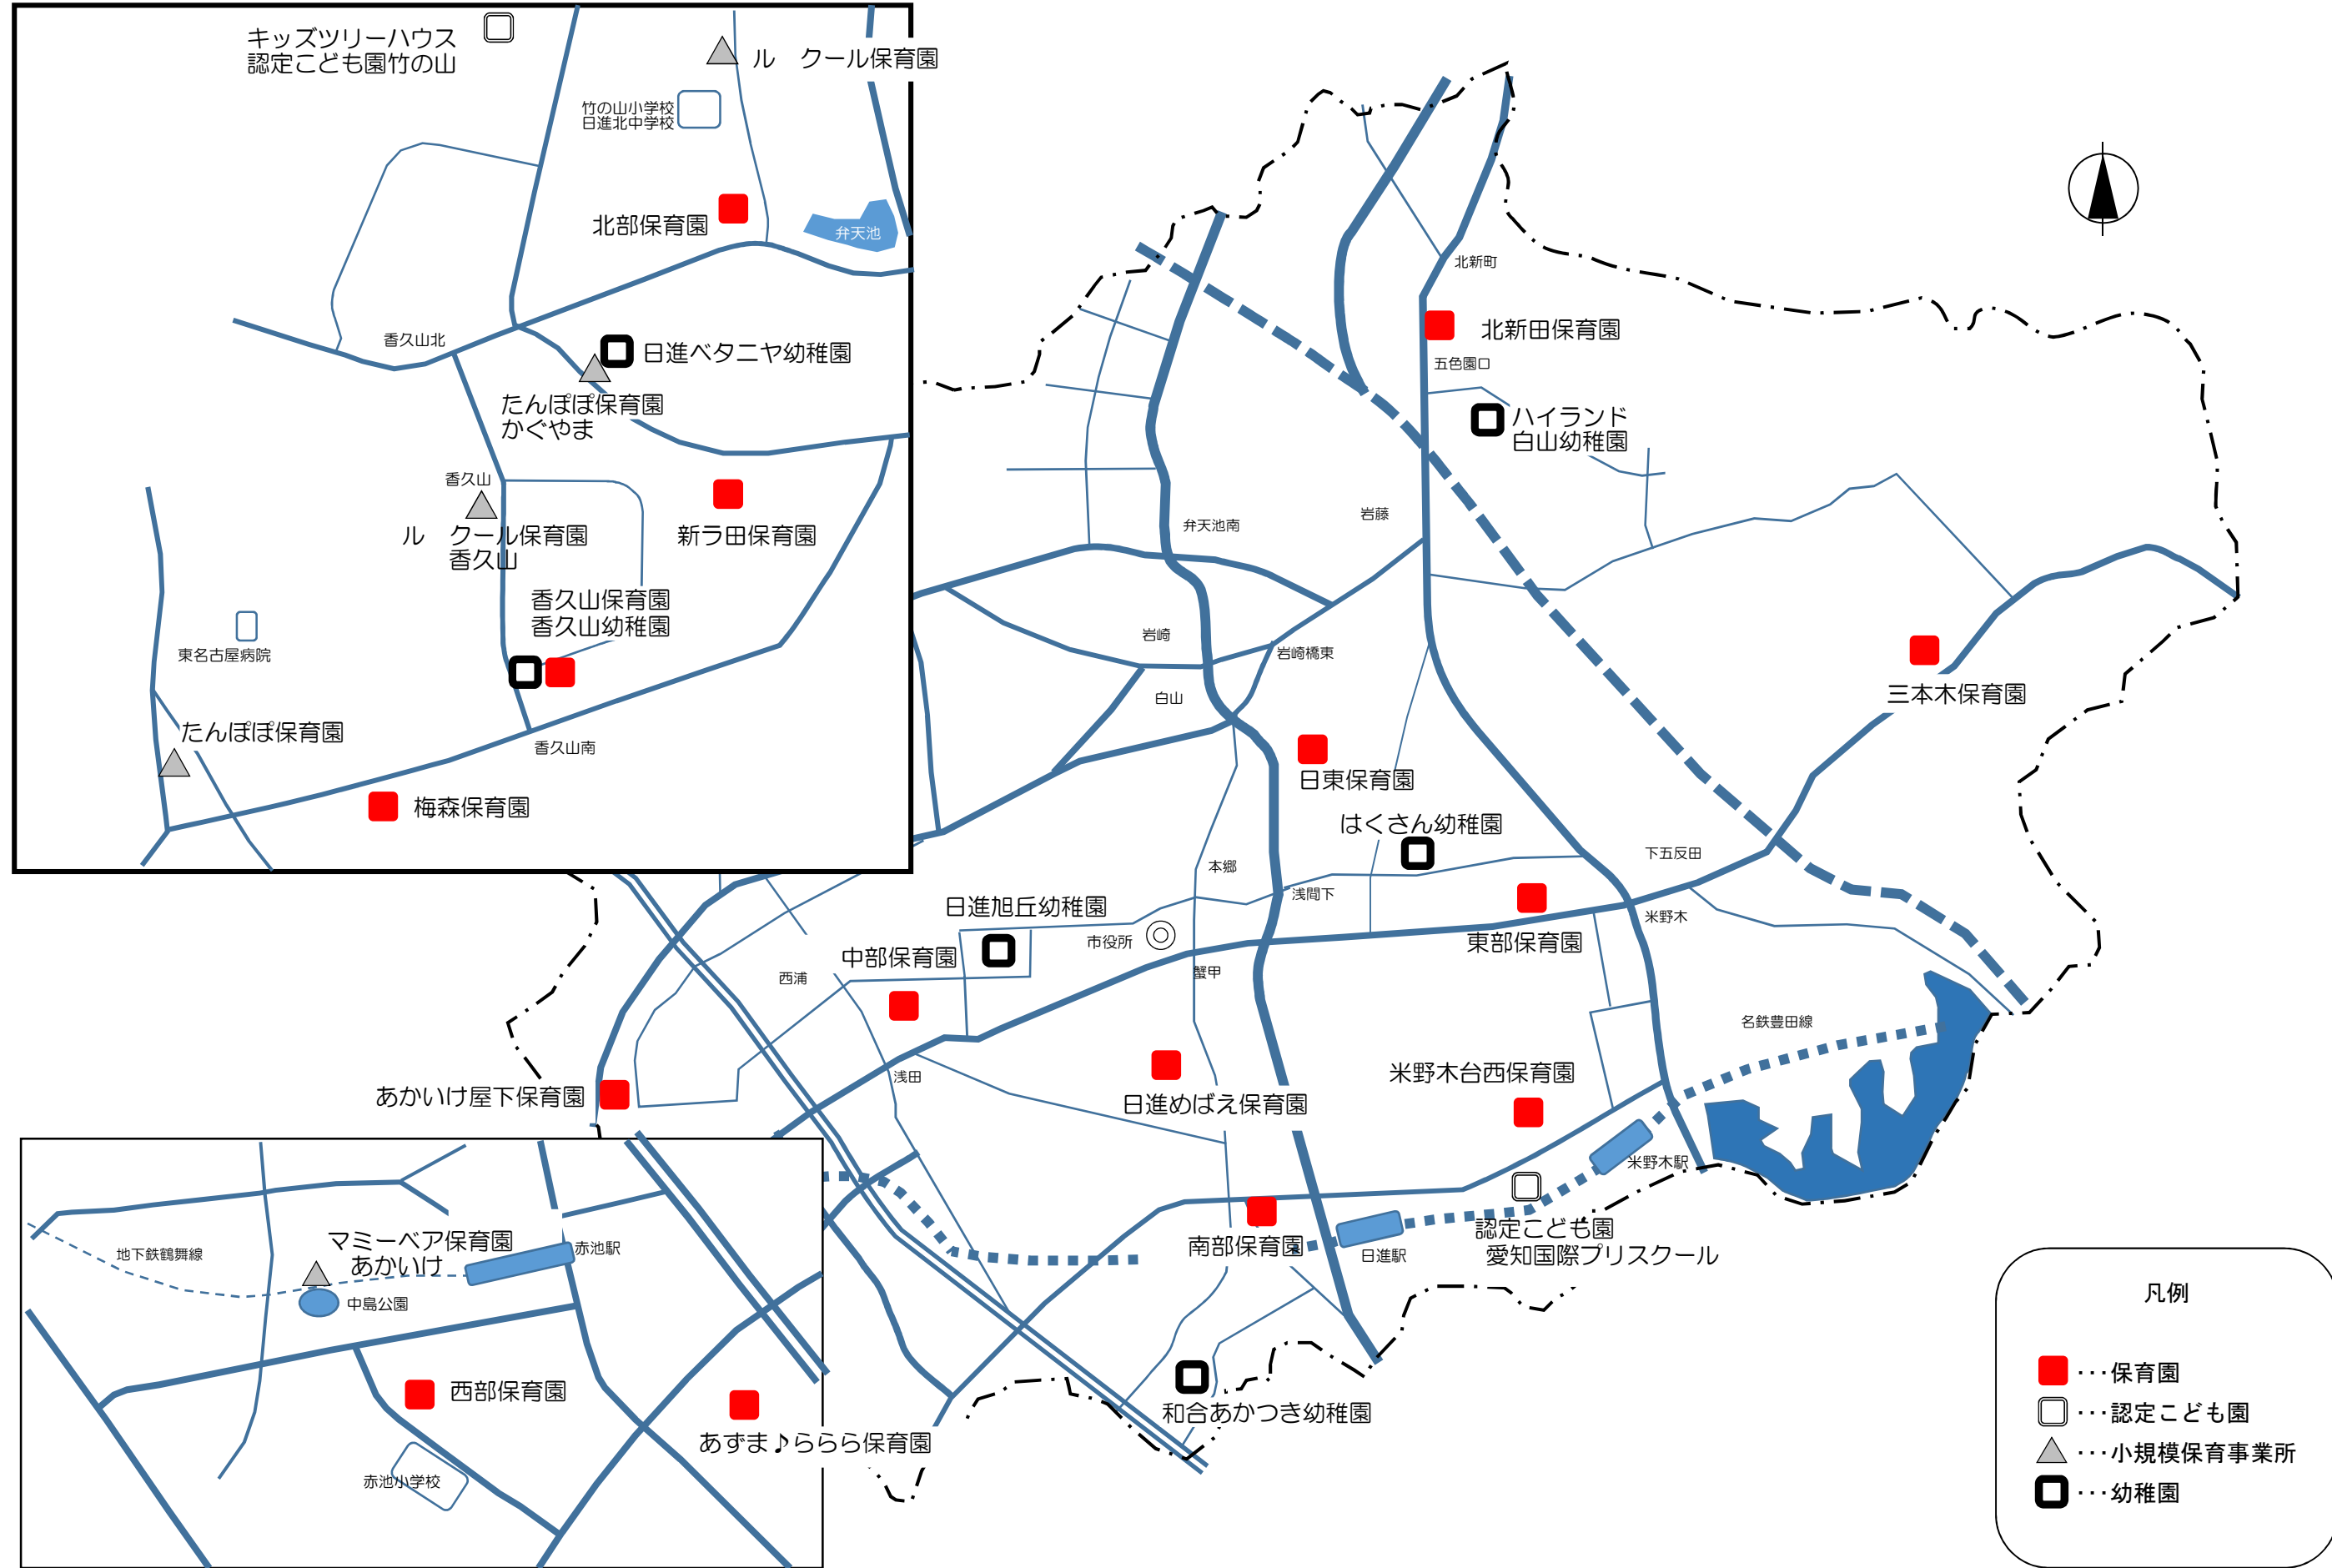 キッズツリーハウス
認定こども園竹の山
ル　クール保育園
竹の山小学校
日進北中学校
北部保育園
弁天池
香久山北
日進ベタニヤ幼稚園
たんぽぽ保育園
かぐやま
香久山
ル　クール保育園
香久山
新ラ田保育園
香久山保育園
香久山幼稚園
東名古屋病院
たんぽぽ保育園
香久山南
梅森保育園
北新町
北新田保育園
五色園口
ハイランド
白山幼稚園
弁天池南
岩藤
岩崎
岩崎橋東
白山
三本木保育園
日東保育園
はくさん幼稚園
本郷
浅間下
下五反田
米野木
日進旭丘幼稚園
市役所
東部保育園
中部保育園
西浦
蟹甲
名鉄豊田線
浅田
米野木台西保育園
あかいけ屋下保育園
日進めばえ保育園
米野木駅
認定こども園
愛知国際プリスクール
南部保育園
日進駅
マミーベア保育園
あかいけ
地下鉄鶴舞線
赤池駅
中島公園
西部保育園
あずま♪ららら保育園
赤池小学校
和合あかつき幼稚園
凡例
･･･保育園
･･･認定こども園
･･･小規模保育事業所
･･･幼稚園